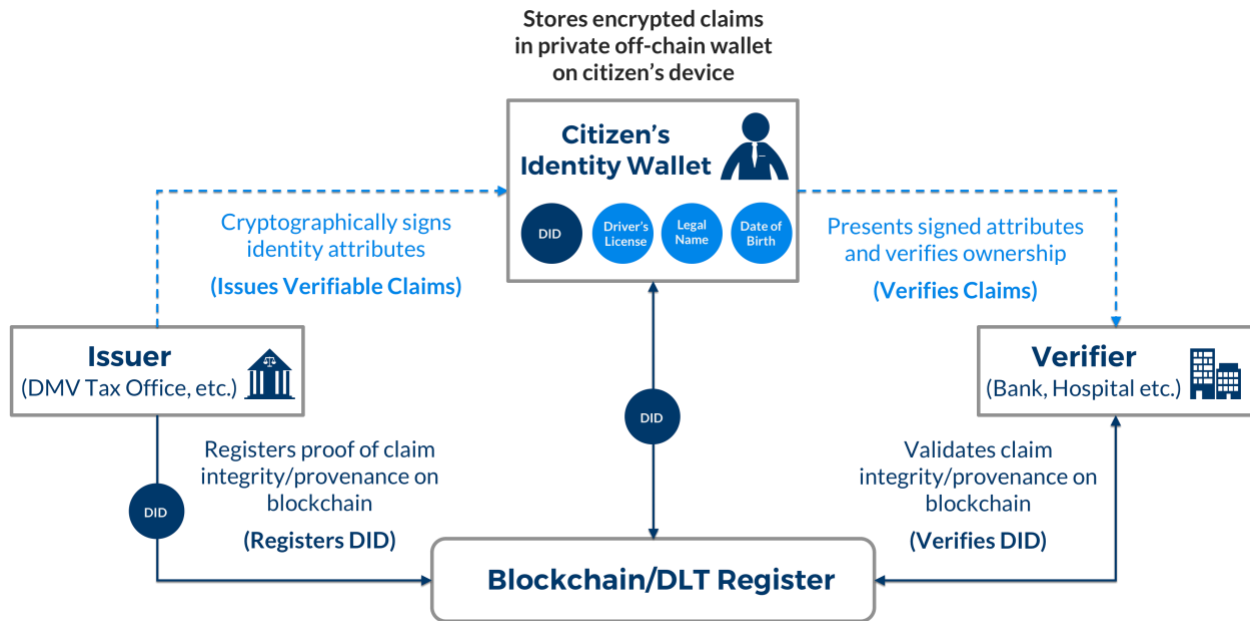 Stores encrypted claims
in private off-chain wallet
on citizen's device
Citizen's
Identity Wallet
DID
Driver's
License
Legal
Name
Date of
Birth
Cryptographically signs
identity attributes
(Issues Verifiable Claims)
Presents signed attributes
and verifies ownership
(Verifies Claims)
Issuer
(DMV Tax Office, etc.)
Verifier
(Bank, Hospital etc.)
DID
Registers proof of claim
integrity/provenance on
blockchain
(Registers DID)
DID
Validates claim
integrity/provenance on
blockchain
(Verifies DID)
Blockchain/DLT Register